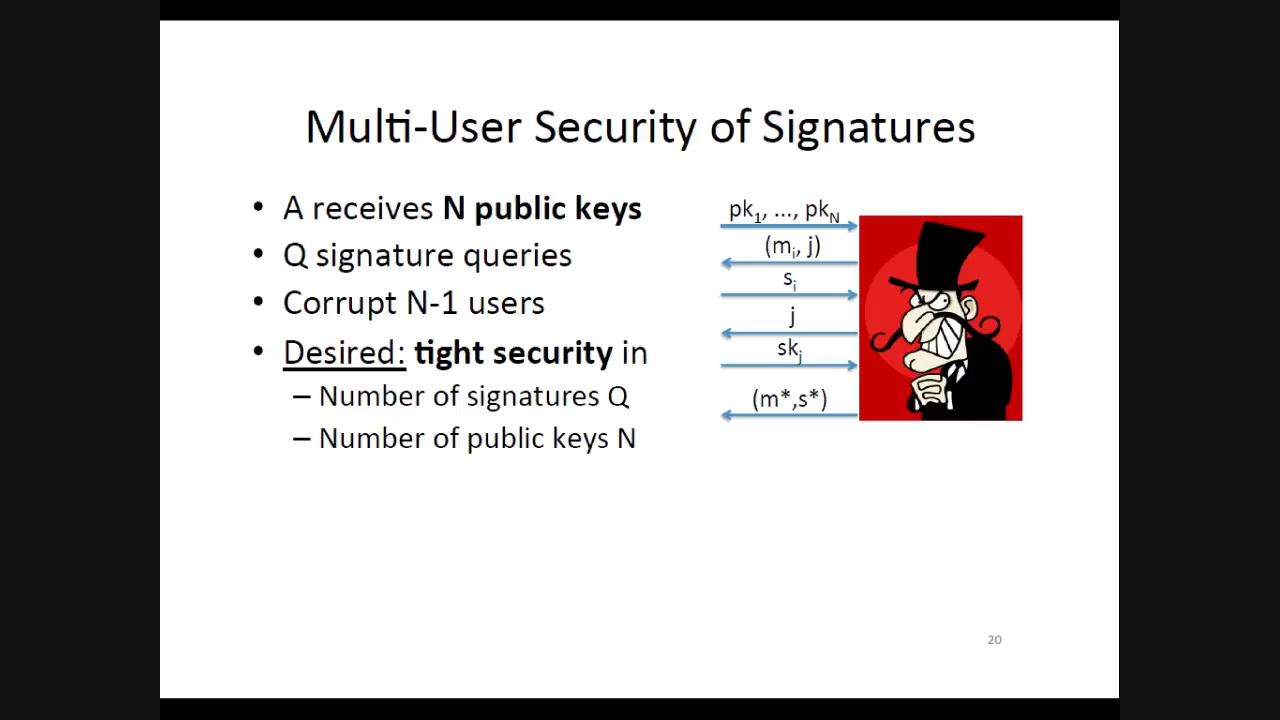 Multi-User Security of Signatures
• A receives N public keys
• Q signature queries
• Corrupt N-1 users
• Desired: tight security in
– Number of signatures Q
– Number of public keys N
pk1, ..., pkN
(mi, j)
si
j
skj
(m*,s*)
20